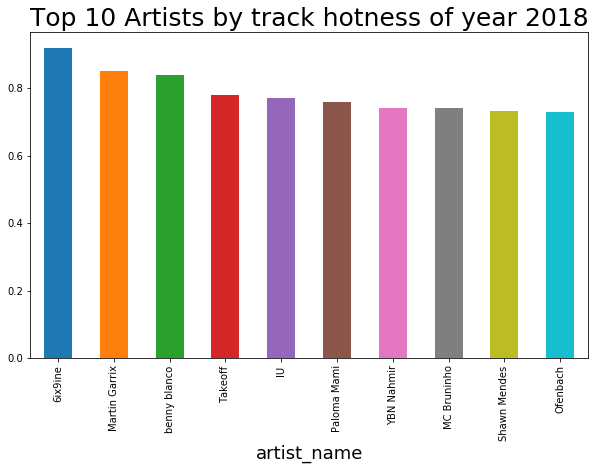 Top 10 Artists by track hotness of year 2018
0.8
0.6
0.4
0.2
0.0
6ix9ine
Martin Garrix
benny blanco
Takeoff
IU
Paloma Mami
YBN Nahmir
MC Bruninho
Shawn Mendes
Ofenbach
artist_name